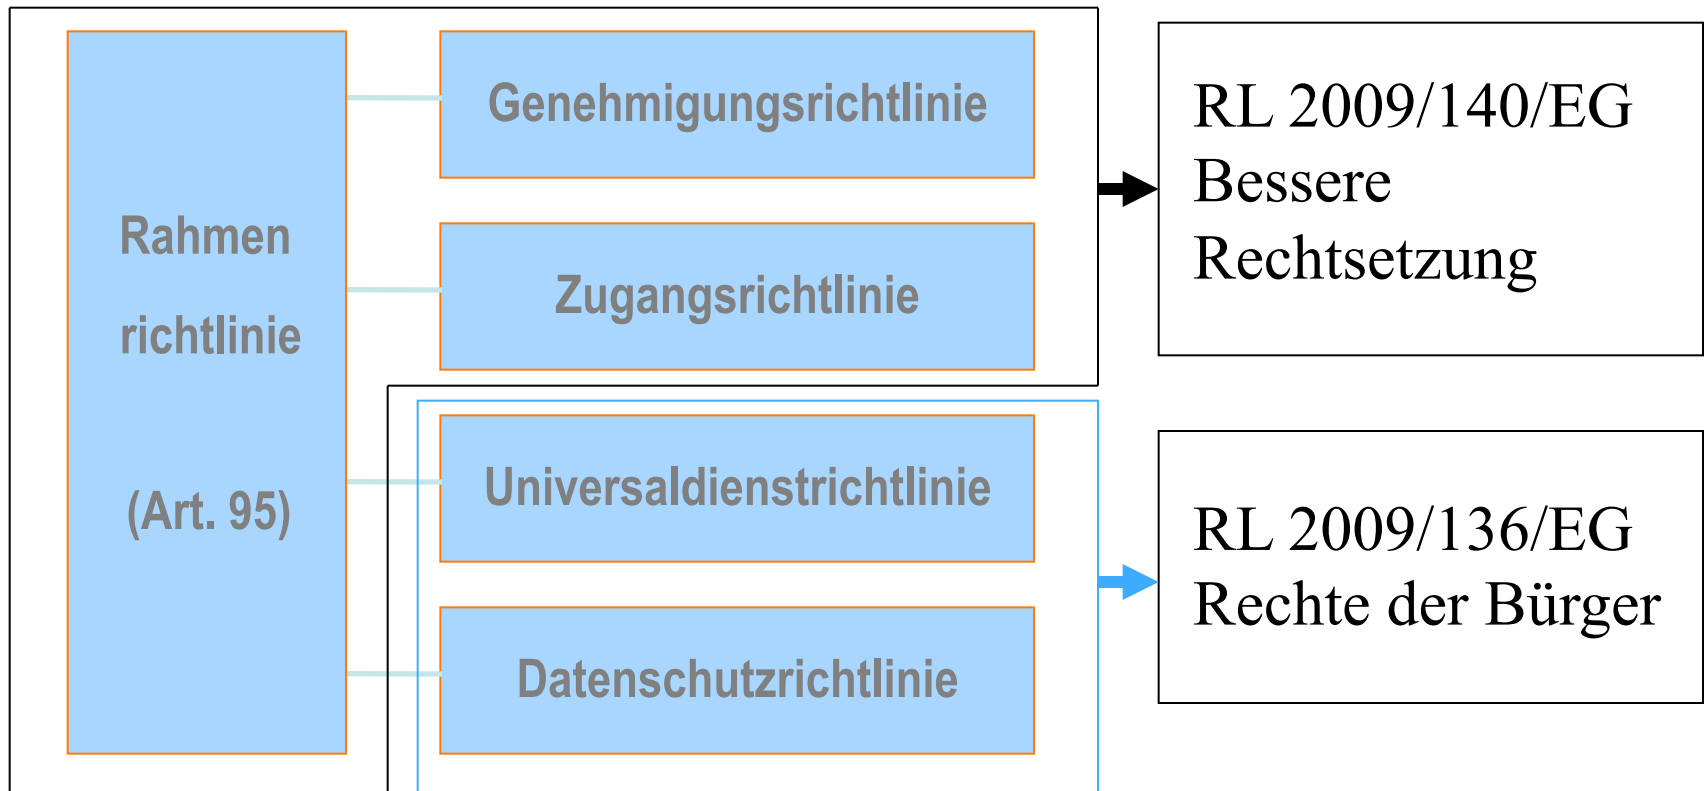 Rahmen
richtlinie
(Art. 95)
Genehmigungsrichtlinie
Zugangsrichtlinie
Universaldienstrichtlinie
Datenschutzrichtlinie
RL 2009/140/EG
Bessere
Rechtsetzung
RL 2009/136/EG
Rechte der Bürger